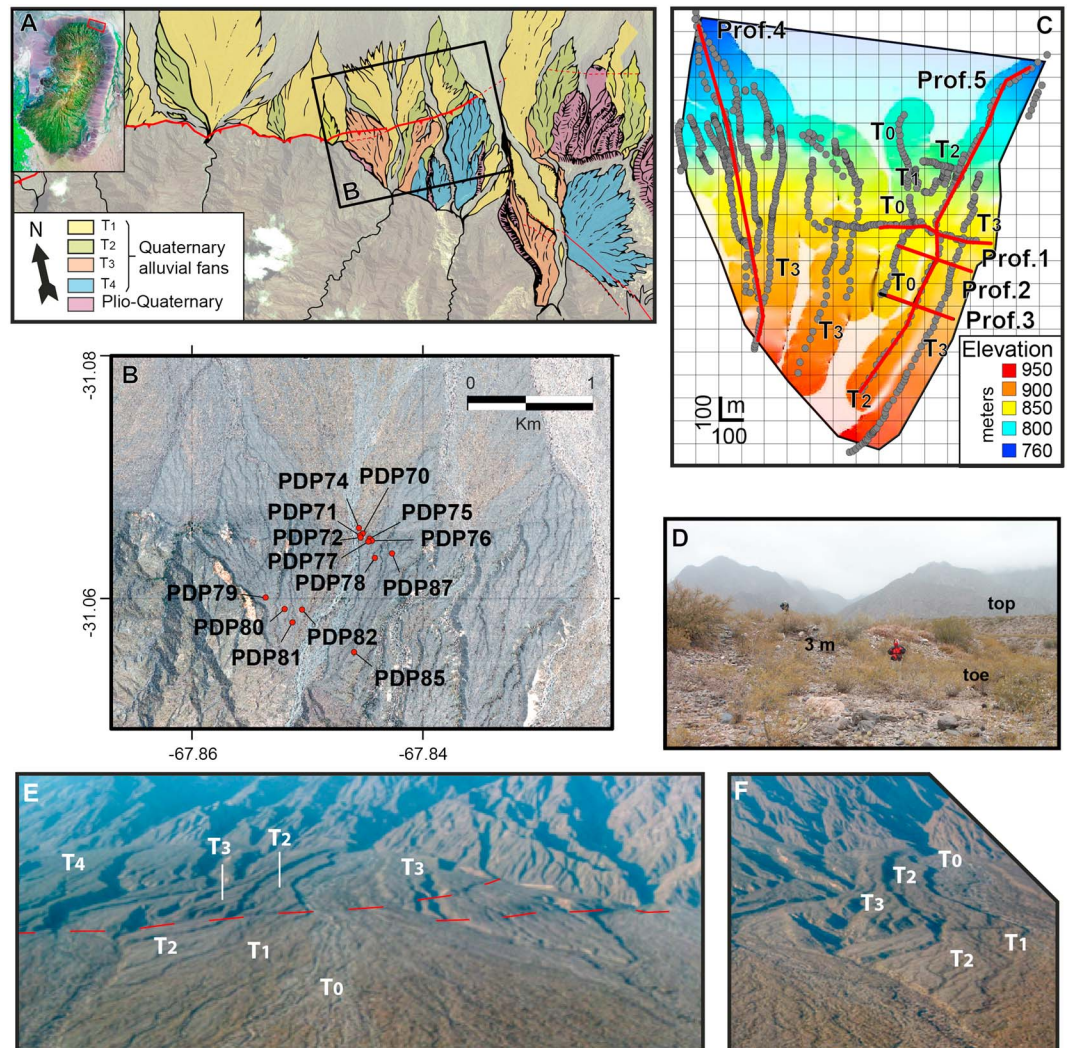 A
B
N
T1
T2
T3
T4
Quaternary
alluvial fans
Plio-Quaternary
C
Prof.4
Prof.5
T0
T2
T1
T0
T3
T3
Prof.1
T0
Prof.2
Prof.3
T3
T3
T2
100 m
100
Elevation
meters
950
900
850
800
760
B
-31.08
-31.06
-67.86
-67.84
0 1
Km
PDP74
PDP70
PDP71
PDP75
PDP72
PDP76
PDP77
PDP78
PDP87
PDP79
PDP80
PDP82
PDP81
PDP85
D
top
3 m
toe
E
T4
T3
T2
T3
T2
T1
T0
F
T0
T2
T3
T1
T2